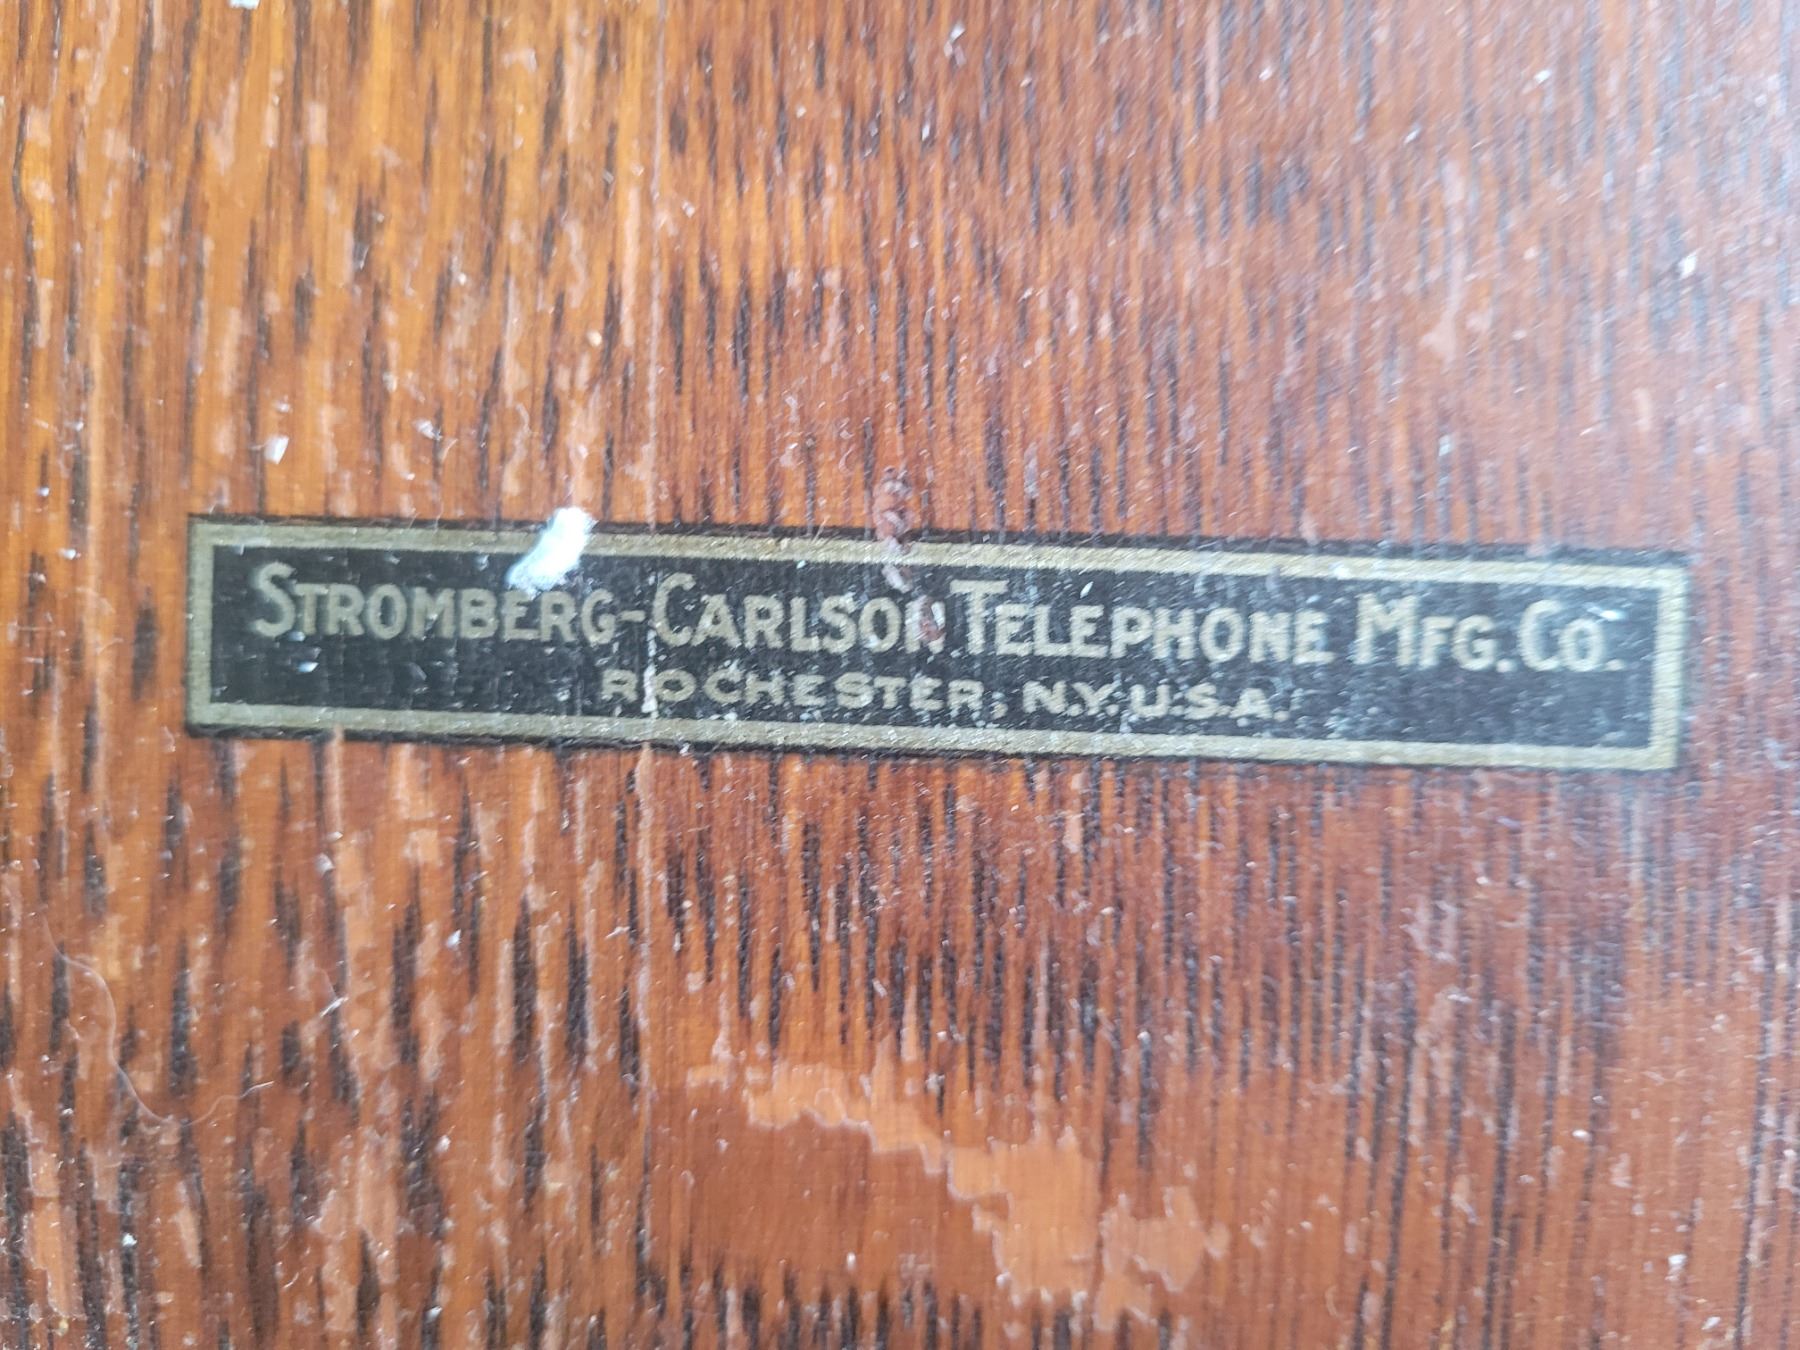 STROMBERG-CARLSON TELEPHONE MFG. CO.
ROCHESTER, N.Y. U.S.A.